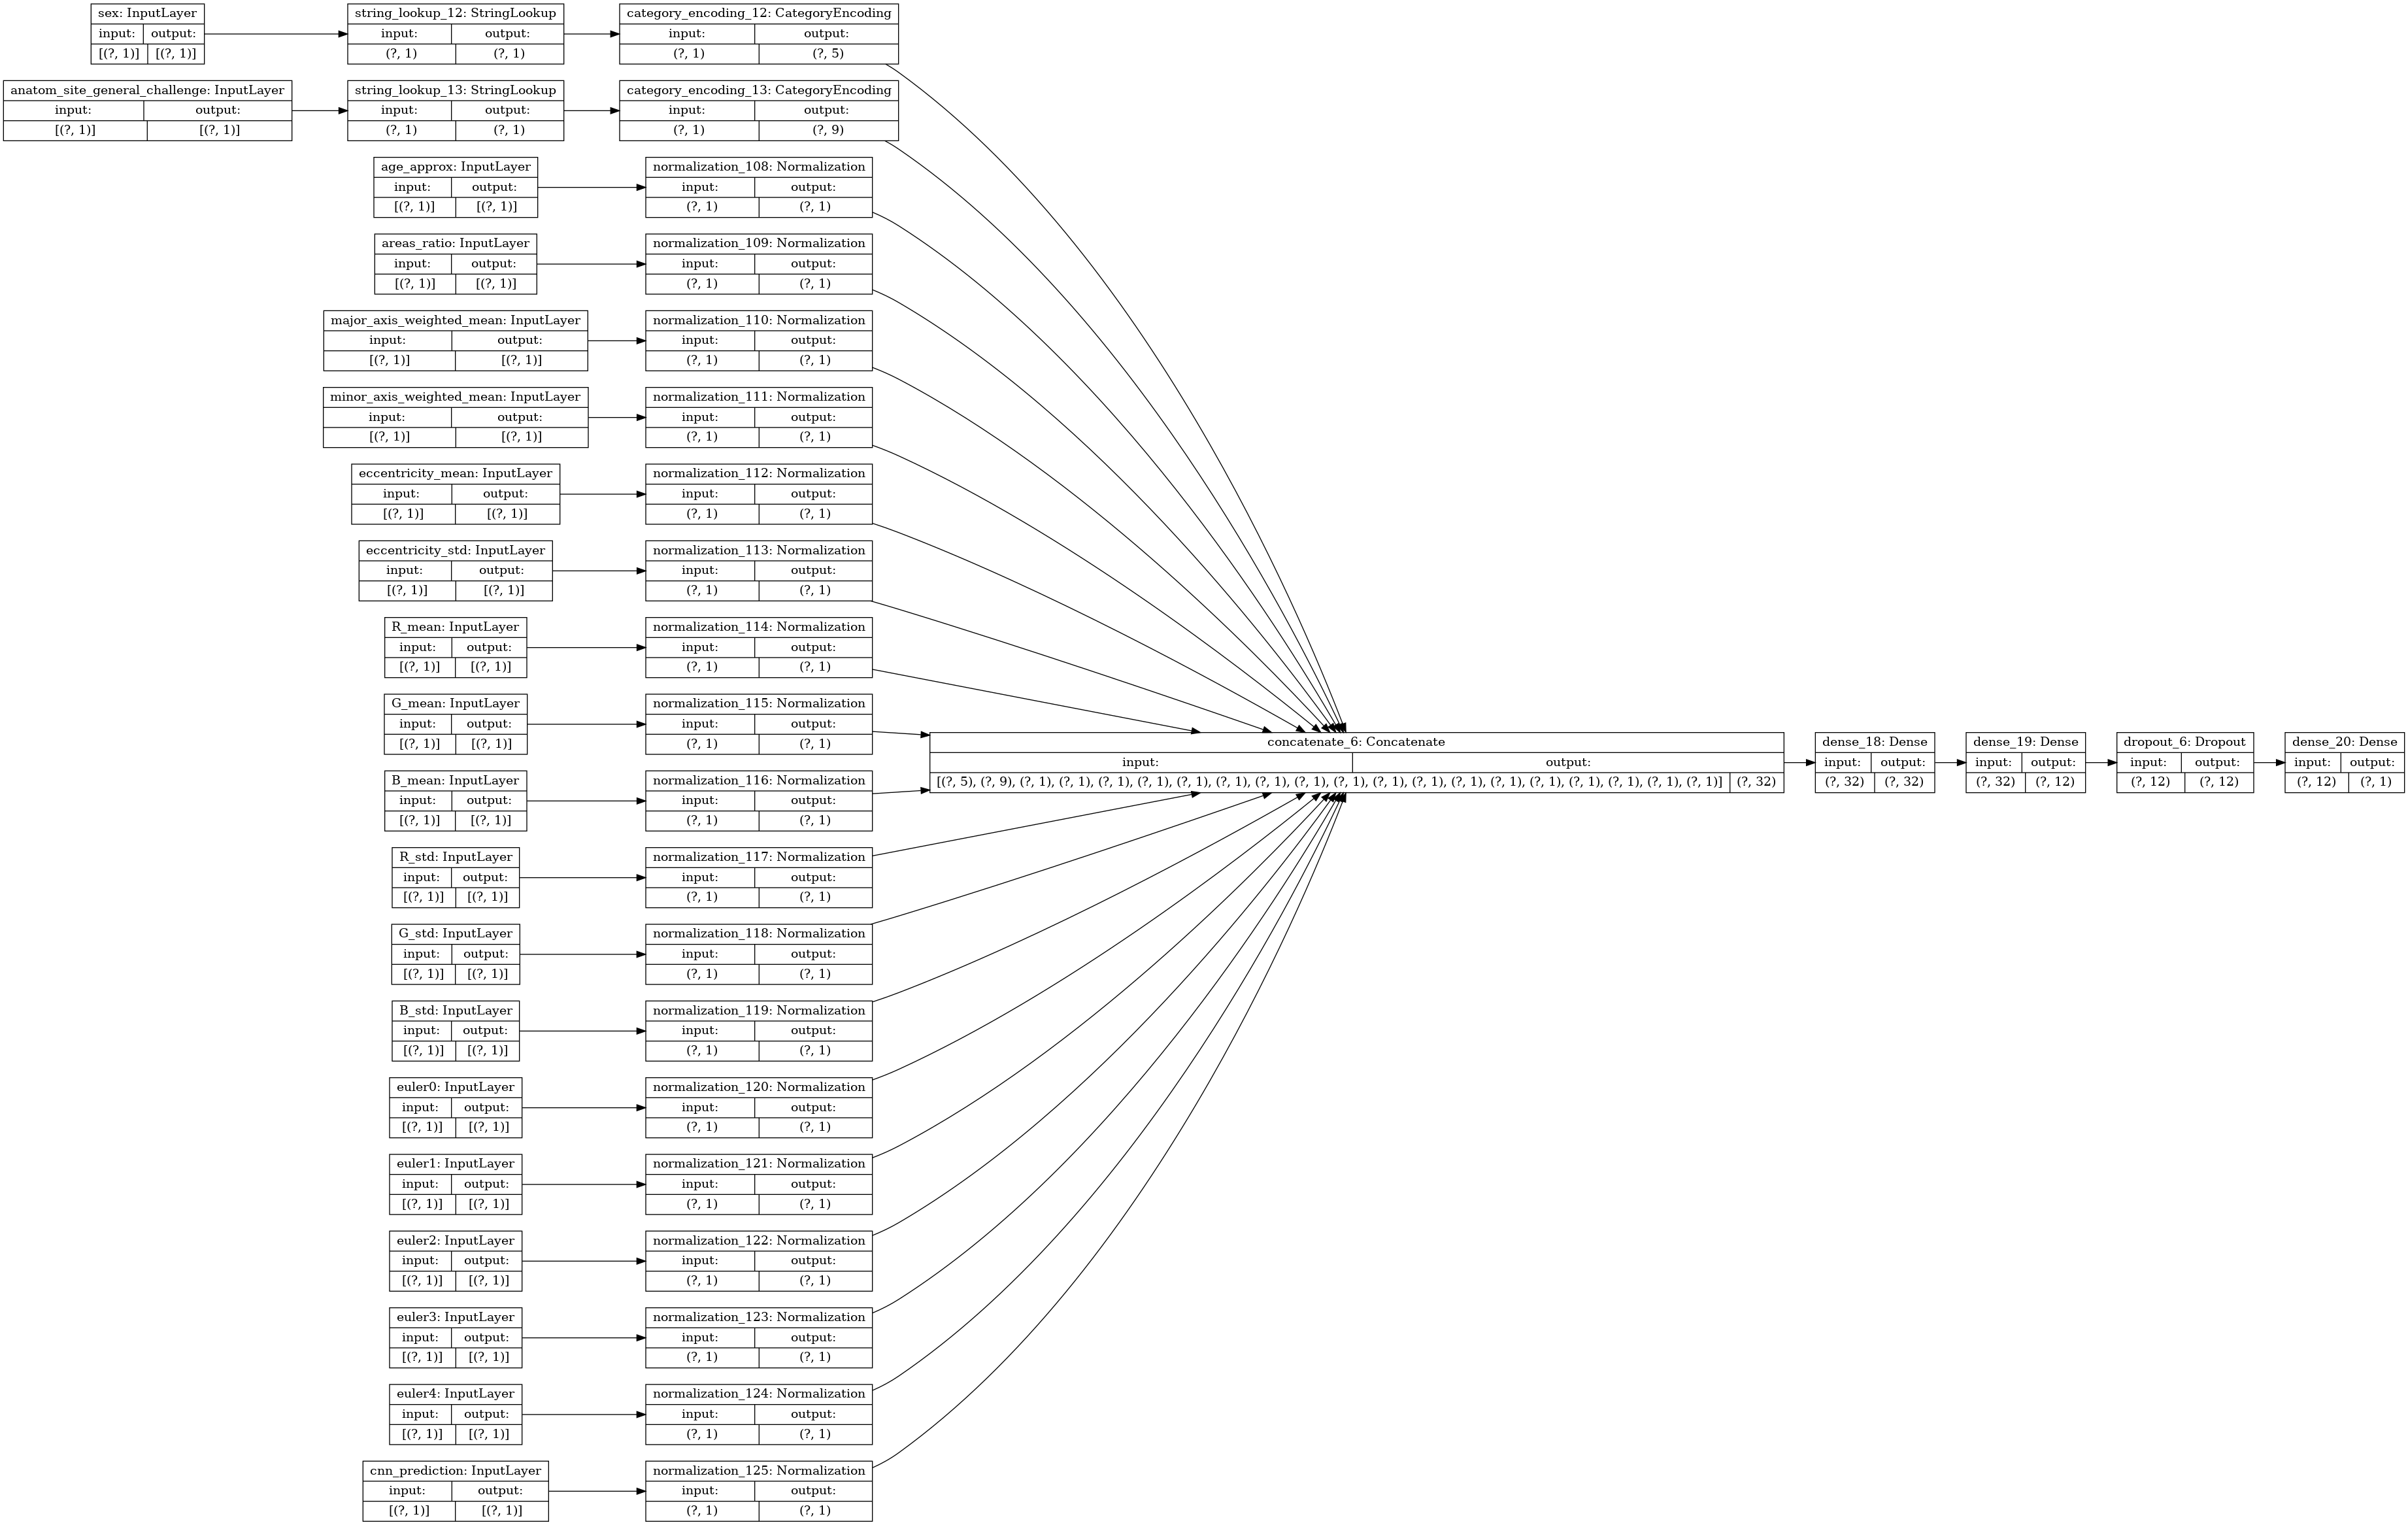 sex: InputLayer
input: output:
[(?, 1)] [(?, 1)]
string_lookup_12: StringLookup
input: output:
(?, 1) (?, 1)
category_encoding_12: CategoryEncoding
input: output:
(?, 1) (?, 5)
anatom_site_general_challenge: InputLayer
input: output:
[(?, 1)] [(?, 1)]
string_lookup_13: StringLookup
input: output:
(?, 1) (?, 1)
category_encoding_13: CategoryEncoding
input: output:
(?, 1) (?, 9)
age_approx: InputLayer
input: output:
[(?, 1)] [(?, 1)]
normalization_108: Normalization
input: output:
(?, 1) (?, 1)
areas_ratio: InputLayer
input: output:
[(?, 1)] [(?, 1)]
normalization_109: Normalization
input: output:
(?, 1) (?, 1)
major_axis_weighted_mean: InputLayer
input: output:
[(?, 1)] [(?, 1)]
normalization_110: Normalization
input: output:
(?, 1) (?, 1)
minor_axis_weighted_mean: InputLayer
input: output:
[(?, 1)] [(?, 1)]
normalization_111: Normalization
input: output:
(?, 1) (?, 1)
eccentricity_mean: InputLayer
input: output:
[(?, 1)] [(?, 1)]
normalization_112: Normalization
input: output:
(?, 1) (?, 1)
eccentricity_std: InputLayer
input: output:
[(?, 1)] [(?, 1)]
normalization_113: Normalization
input: output:
(?, 1) (?, 1)
R_mean: InputLayer
input: output:
[(?, 1)] [(?, 1)]
normalization_114: Normalization
input: output:
(?, 1) (?, 1)
G_mean: InputLayer
input: output:
[(?, 1)] [(?, 1)]
normalization_115: Normalization
input: output:
(?, 1) (?, 1)
B_mean: InputLayer
input: output:
[(?, 1)] [(?, 1)]
normalization_116: Normalization
input: output:
(?, 1) (?, 1)
R_std: InputLayer
input: output:
[(?, 1)] [(?, 1)]
normalization_117: Normalization
input: output:
(?, 1) (?, 1)
G_std: InputLayer
input: output:
[(?, 1)] [(?, 1)]
normalization_118: Normalization
input: output:
(?, 1) (?, 1)
B_std: InputLayer
input: output:
[(?, 1)] [(?, 1)]
normalization_119: Normalization
input: output:
(?, 1) (?, 1)
euler0: InputLayer
input: output:
[(?, 1)] [(?, 1)]
normalization_120: Normalization
input: output:
(?, 1) (?, 1)
euler1: InputLayer
input: output:
[(?, 1)] [(?, 1)]
normalization_121: Normalization
input: output:
(?, 1) (?, 1)
euler2: InputLayer
input: output:
[(?, 1)] [(?, 1)]
normalization_122: Normalization
input: output:
(?, 1) (?, 1)
euler3: InputLayer
input: output:
[(?, 1)] [(?, 1)]
normalization_123: Normalization
input: output:
(?, 1) (?, 1)
euler4: InputLayer
input: output:
[(?, 1)] [(?, 1)]
normalization_124: Normalization
input: output:
(?, 1) (?, 1)
cnn_prediction: InputLayer
input: output:
[(?, 1)] [(?, 1)]
normalization_125: Normalization
input: output:
(?, 1) (?, 1)
concatenate_6: Concatenate
input: output:
[(?, 5), (?, 9), (?, 1), (?, 1), (?, 1), (?, 1), (?, 1), (?, 1), (?, 1), (?, 1), (?, 1), (?, 1), (?, 1), (?, 1), (?, 1), (?, 1), (?, 1), (?, 1), (?, 1), (?, 1)] (?, 32)
dense_18: Dense
input: output:
(?, 32) (?, 32)
dense_19: Dense
input: output:
(?, 32) (?, 12)
dropout_6: Dropout
input: output:
(?, 12) (?, 12)
dense_20: Dense
input: output:
(?, 12) (?, 1)